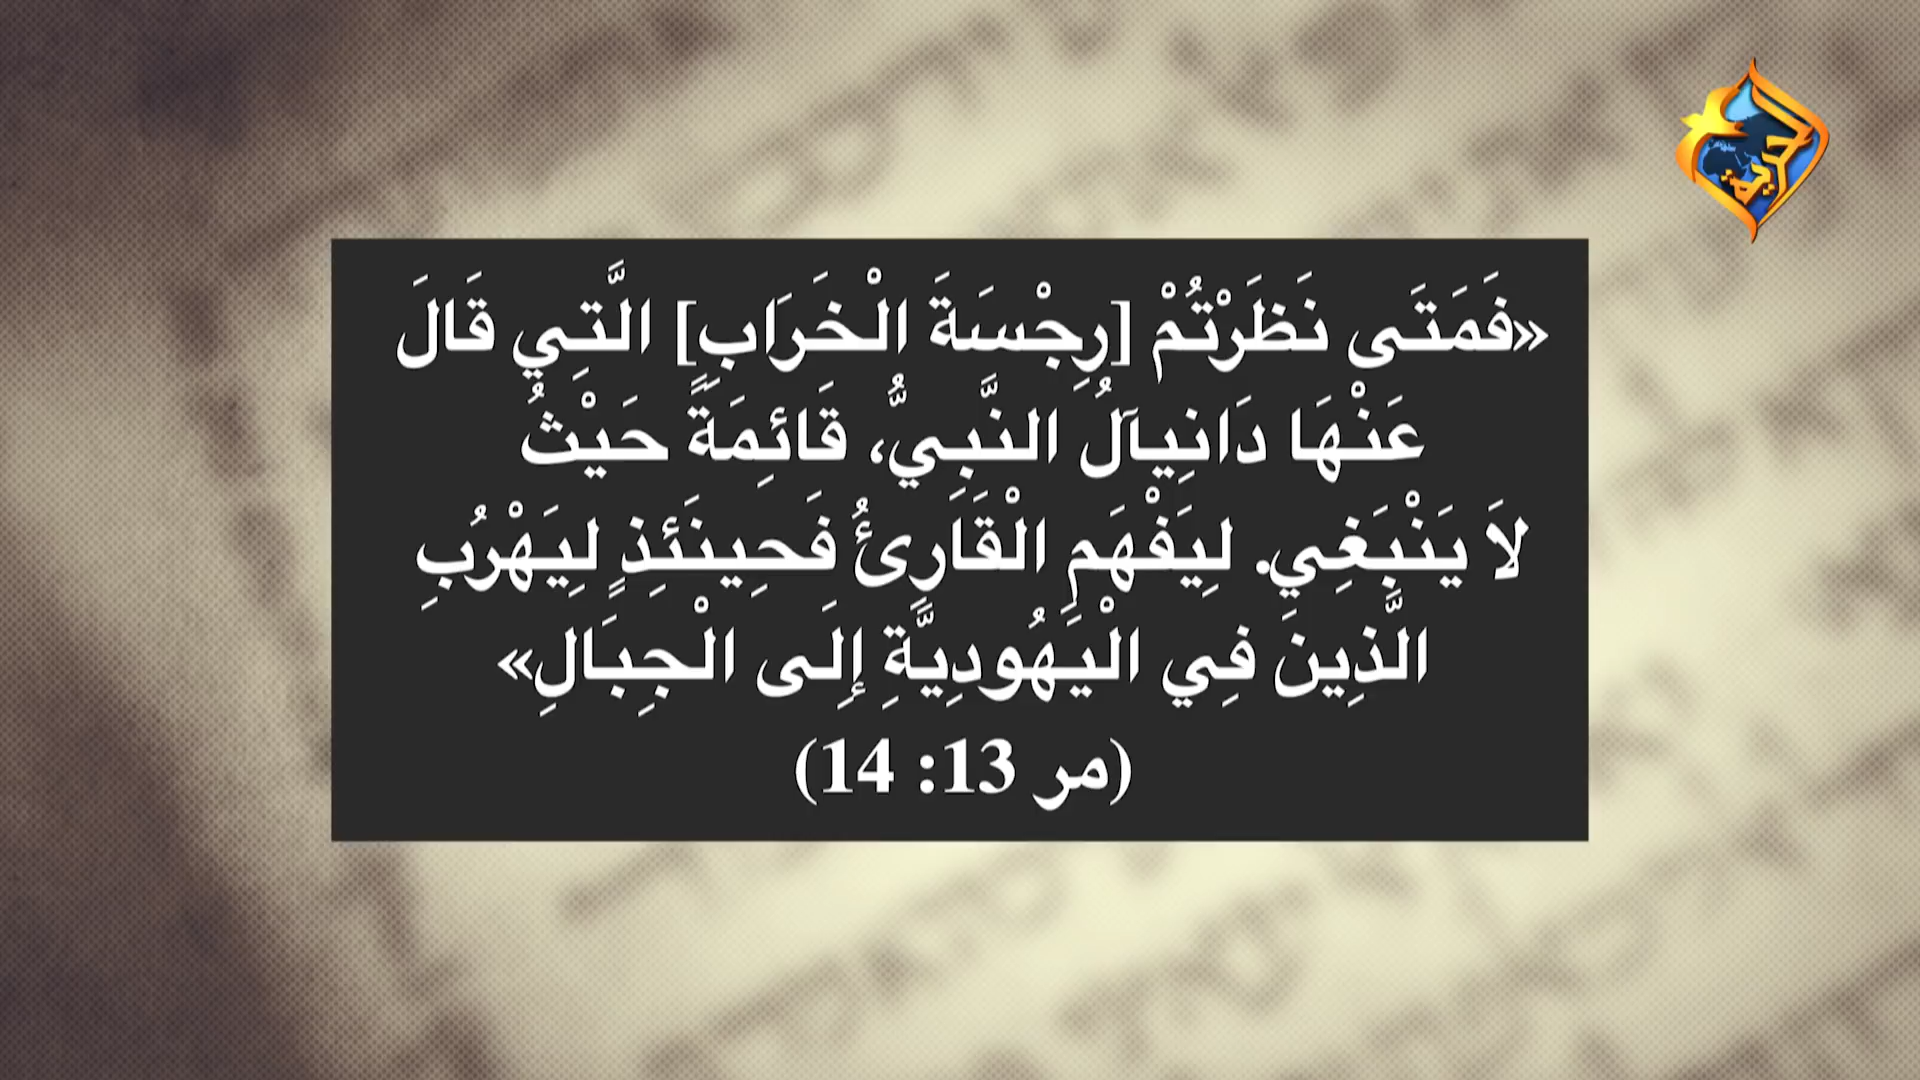 الحرية
«فَمَتَى نَظَرْتُمْ [رِجْسَةَ الْخَرَابِ] الَّتِي قَالَ
عَنْهَا دَانِيآلُ النَّبِيُّ، قَائِمَةً حَيْثُ
لاَ يَنْبَغِي. لِيَفْهَمِ الْقَارِئُ فَحِينَئِذٍ لِيَهْرُبِ
الَّذِينَ فِي الْيَهُودِيَّةِ إِلَى الْجِبَالِ»
(مر 13: 14)